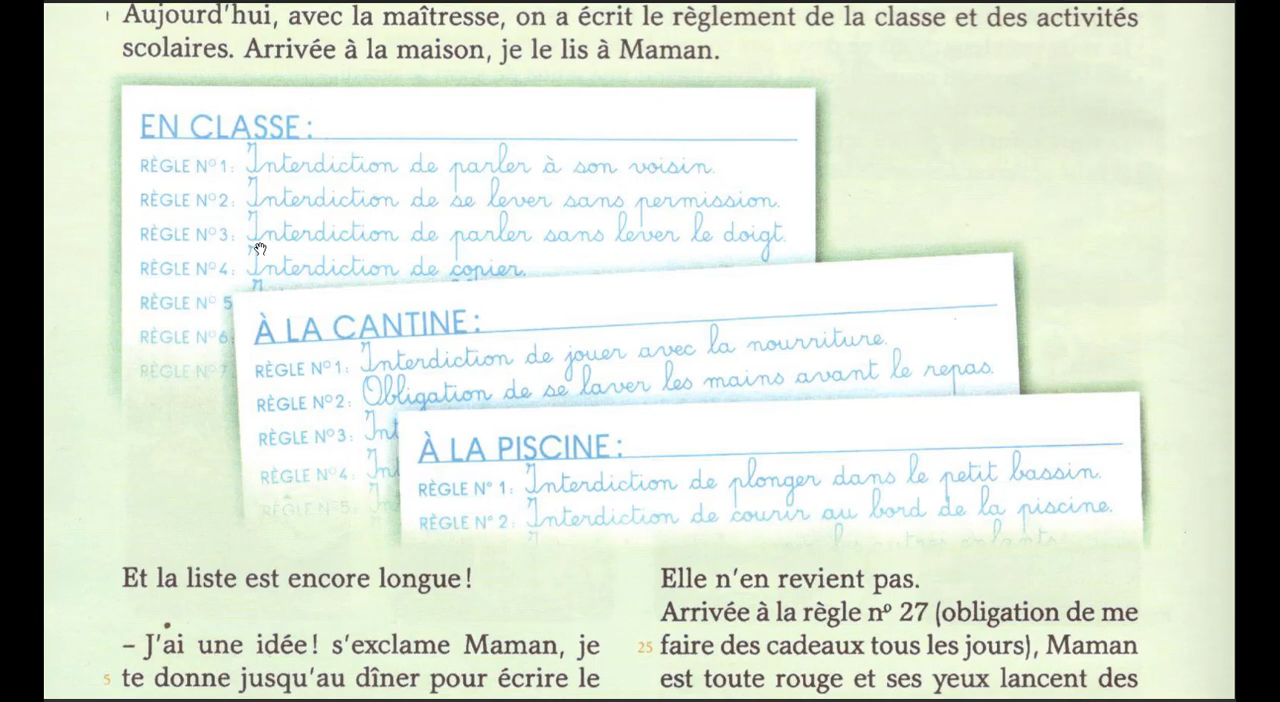 1 Aujourd'hui, avec la maîtresse, on a écrit le règlement de la classe et des activités
scolaires. Arrivée à la maison, je le lis à Maman.
EN CLASSE :
RÈGLE N°1 : Interdiction de parler à son voisin.
RÈGLE N°2 : Interdiction de se lever sans permission.
RÈGLE N°3 : Interdiction de parler sans lever le doigt.
RÈGLE N°4 : Interdiction de copier.
RÈGLE N° 5
RÈGLE N°6
RÈGLE N°7
À LA CANTINE :
RÈGLE N°1 : Interdiction de jouer avec la nourriture.
RÈGLE N°2 : Obligation de se laver les mains avant le repas.
RÈGLE N°3 : Int
RÈGLE N°4 : Int
RÈGLE N°5 : In
À LA PISCINE :
RÈGLE N° 1 : Interdiction de plonger dans le petit bassin.
RÈGLE N° 2 : Interdiction de courir au bord de la piscine.
les autres enfants
Et la liste est encore longue !
– J'ai une idée ! s'exclame Maman, je
5 te donne jusqu'au dîner pour écrire le
Elle n'en revient pas.
Arrivée à la règle nº 27 (obligation de me
25 faire des cadeaux tous les jours), Maman
est toute rouge et ses yeux lancent des